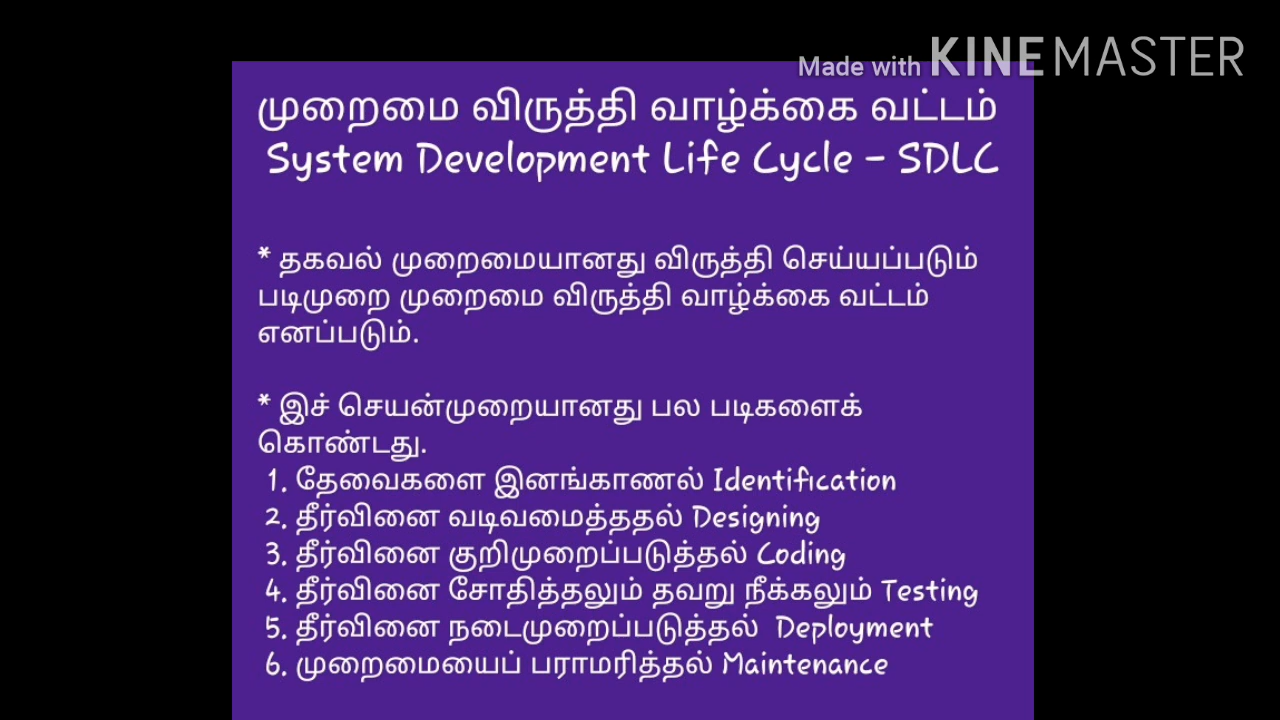 Made with KINEMASTER
முறைமை விருத்தி வாழ்க்கை வட்டம்
System Development Life Cycle - SDLC
* தகவல் முறைமையானது விருத்தி செய்யப்படும்
படிமுறை முறைமை விருத்தி வாழ்க்கை வட்டம்
எனப்படும்.
* இச் செயன்முறையானது பல படிகளைக்
கொண்டது.
1. தேவைகளை இனங்காணல் Identification
2. தீர்வினை வடிவமைத்ததல் Designing
3. தீர்வினை குறிமுறைப்படுத்தல் Coding
4. தீர்வினை சோதித்தலும் தவறு நீக்கலும் Testing
5. தீர்வினை நடைமுறைப்படுத்தல் Deployment
6. முறைமையைப் பராமரித்தல் Maintenance